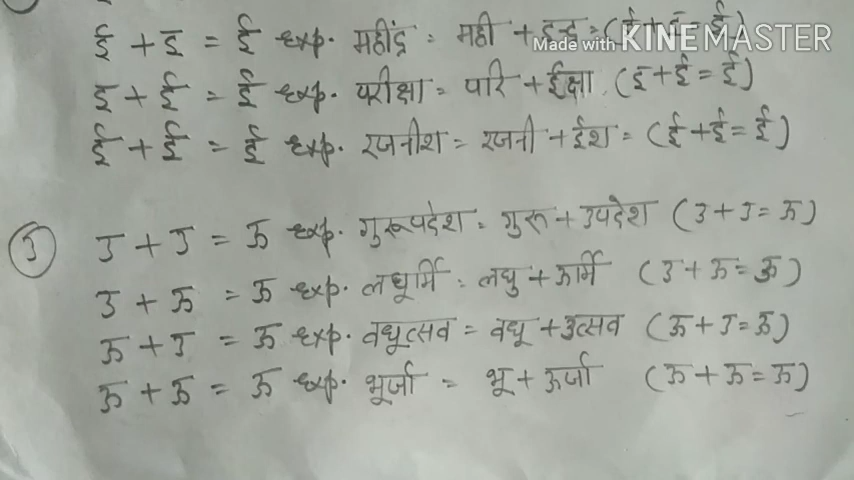 ई + इ = ई exp. महींद्र = मही + इन्द्र = (ई + इ = ई)
Made with KINEMASTER
इ + ई = ई exp. परीक्षा = परि + ईक्षा (इ+ई = ई)
ई + ई = ई exp. रजनीश = रजनी + ईश = (ई +ई = ई)
उ उ + उ = ऊ exp. गुरूपदेश = गुरू + उपदेश (उ + उ = ऊ)
उ + ऊ = ऊ exp. लघूर्मि = लघु + ऊर्मि (उ + ऊ = ऊ)
ऊ + उ = ऊ exp. वधूत्सव = वधू + उत्सव (ऊ + उ = ऊ)
ऊ + ऊ = ऊ exp. भूर्जा = भू + ऊर्जा (ऊ + ऊ = ऊ)